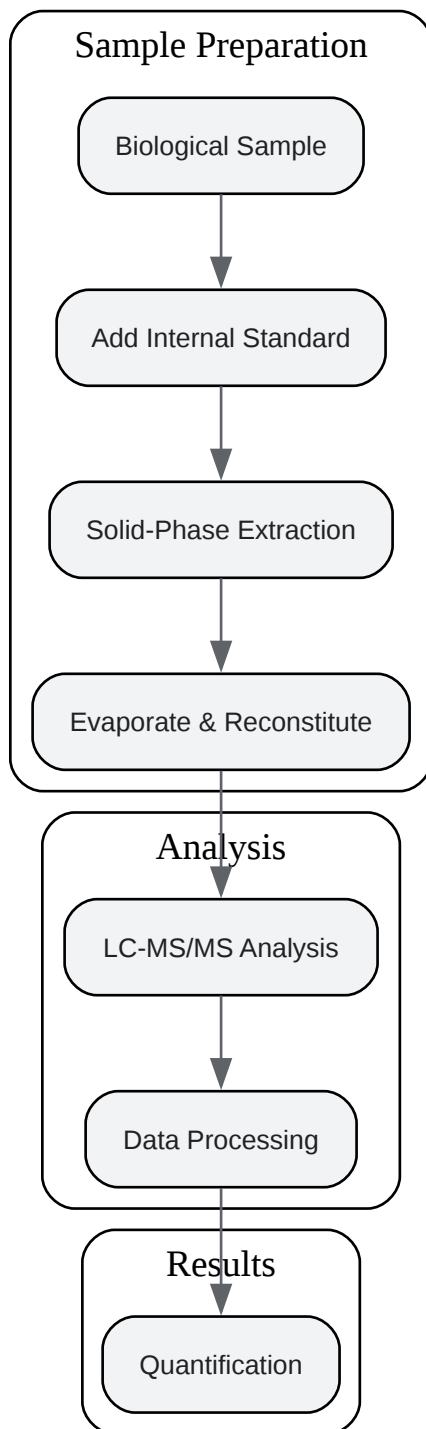 Sample Preparation
Biological Sample
Add Internal Standard
Solid-Phase Extraction
Evaporate & Reconstitute
Analysis
LC-MS/MS Analysis
Data Processing
Results
Quantification